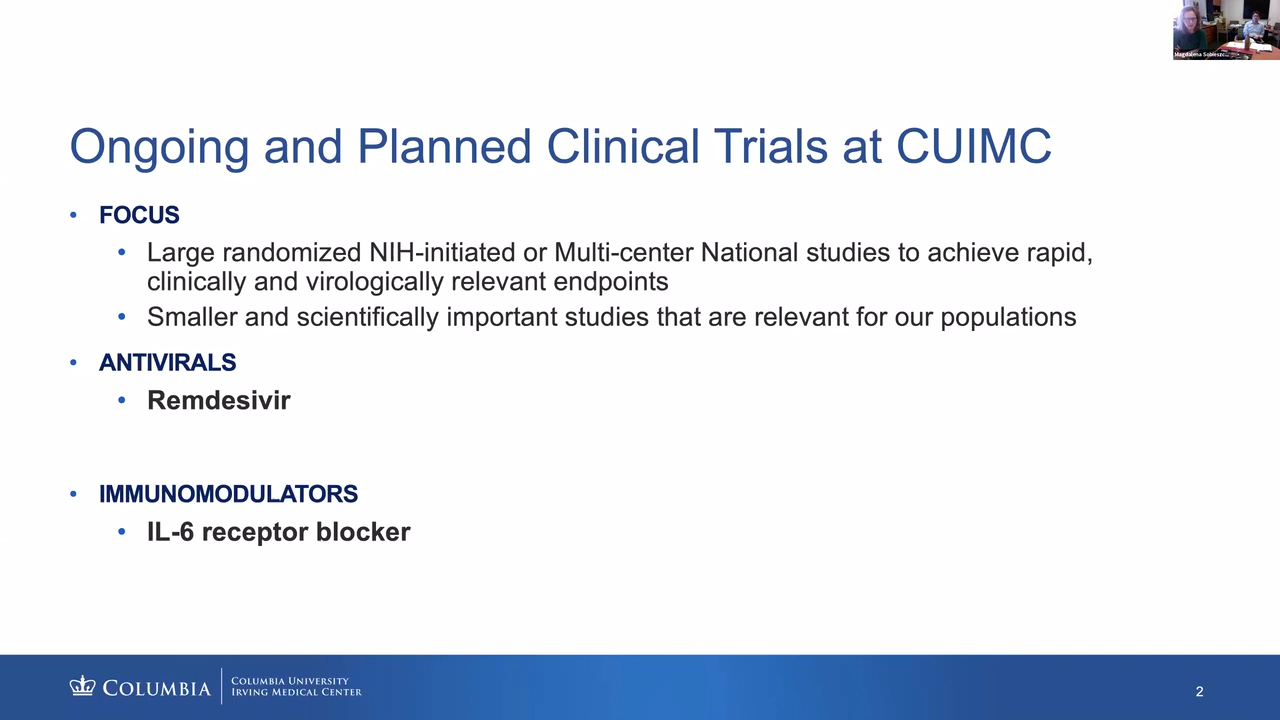 Magdalena Sobieszc...
Ongoing and Planned Clinical Trials at CUIMC
• FOCUS
• Large randomized NIH-initiated or Multi-center National studies to achieve rapid,
clinically and virologically relevant endpoints
• Smaller and scientifically important studies that are relevant for our populations
• ANTIVIRALS
• Remdesivir
• IMMUNOMODULATORS
• IL-6 receptor blocker
COLUMBIA
COLUMBIA UNIVERSITY
IRVING MEDICAL CENTER
2